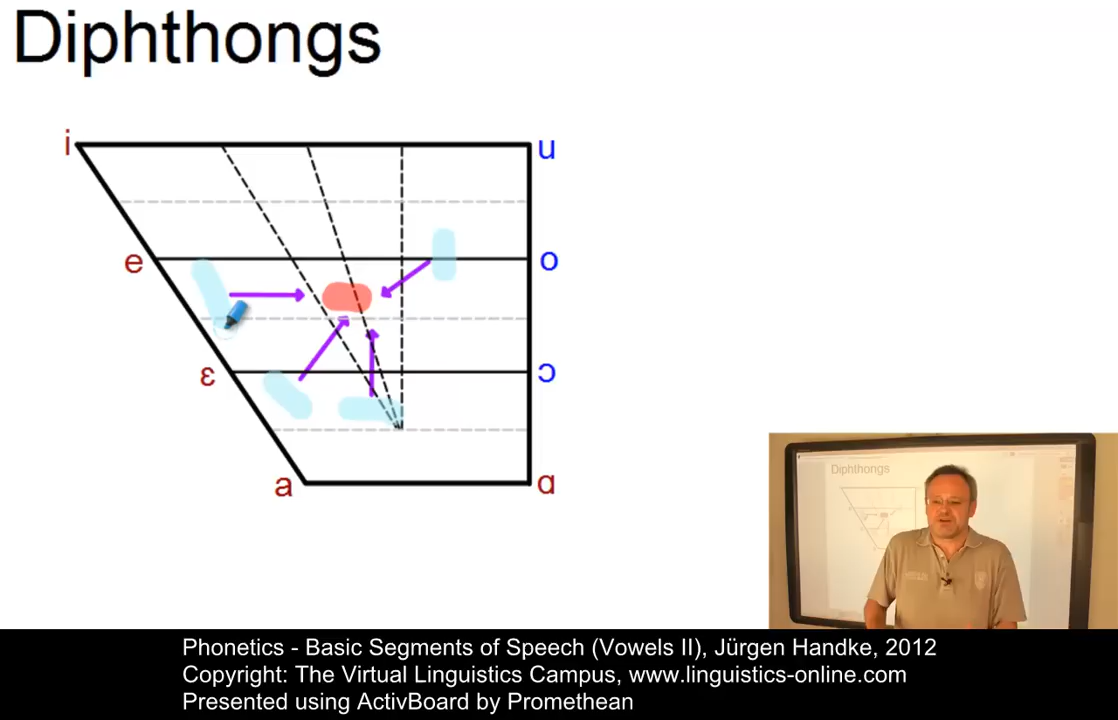 Diphthongs
i
u
e
o
ɛ
ɔ
a
ɑ
Diphthongs
Phonetics - Basic Segments of Speech (Vowels II), Jürgen Handke, 2012
Copyright: The Virtual Linguistics Campus, www.linguistics-online.com
Presented using ActivBoard by Promethean